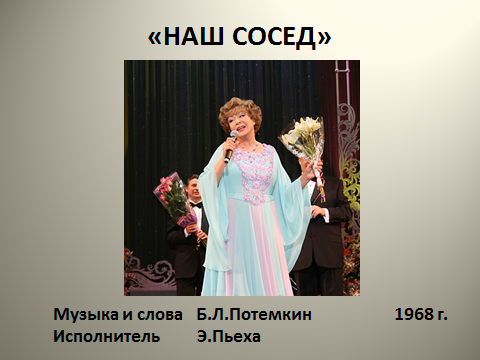 «НАШ СОСЕД»
Музыка и слова Б.Л.Потемкин 1968 г.
Исполнитель Э.Пьеха